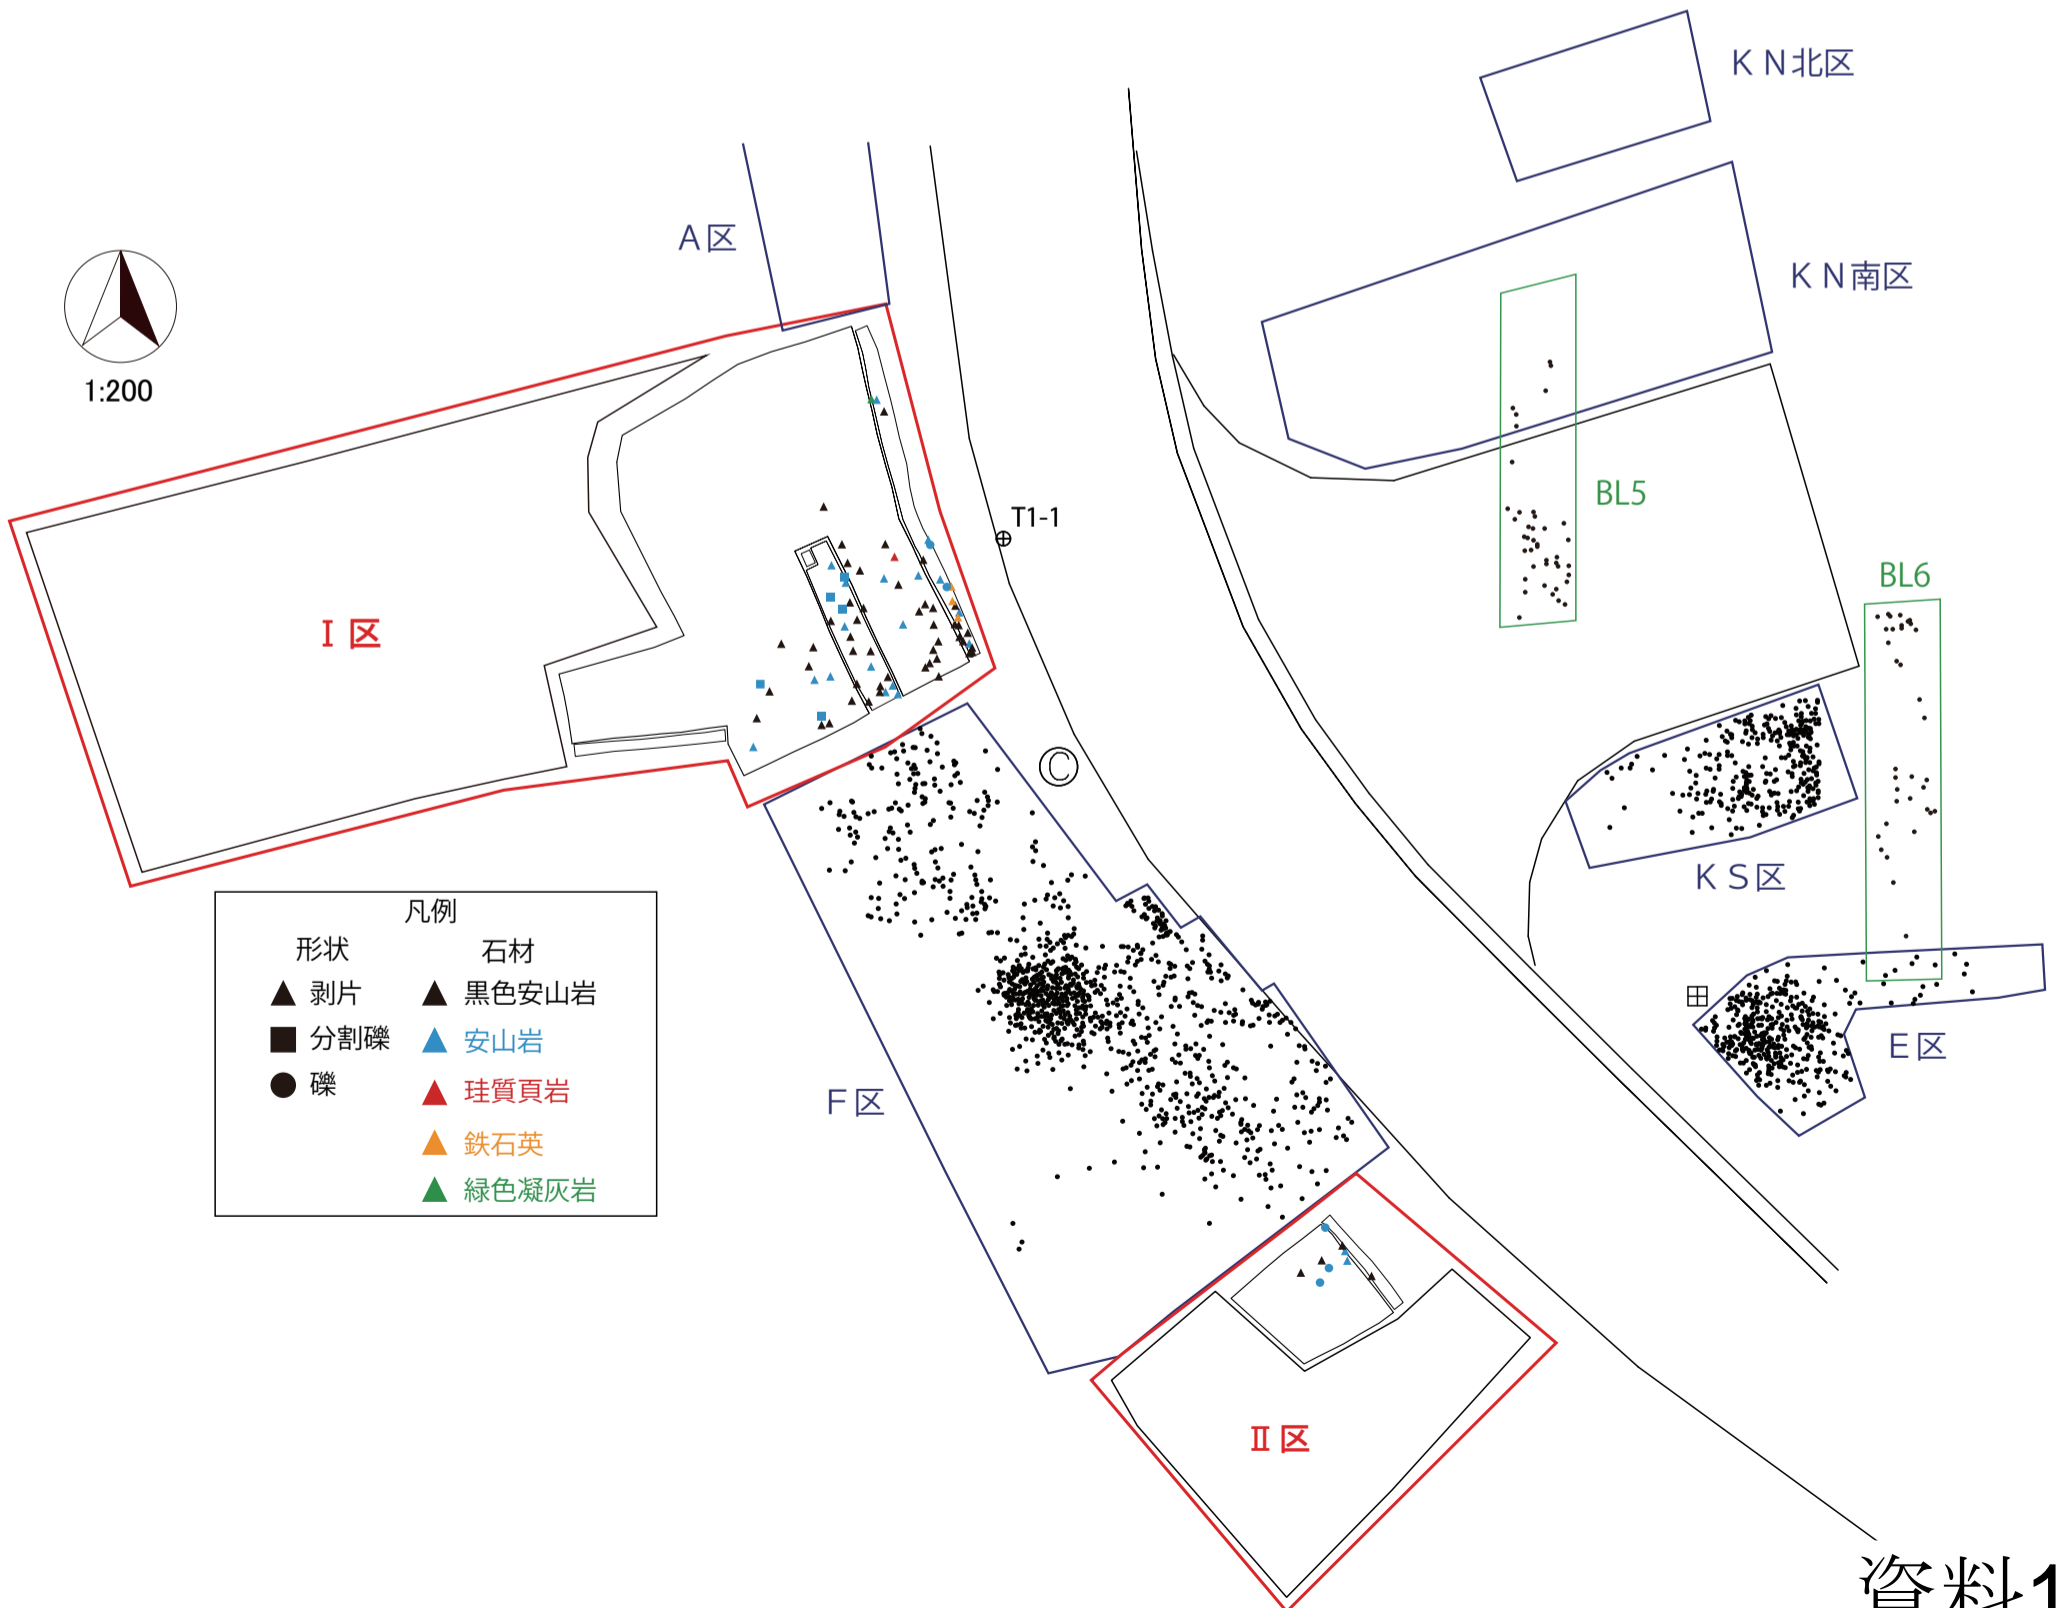 ＫＮ北区
Ａ区
ＫＮ南区
1:200
BL5
T1-1
BL6
Ⅰ区
Ⓒ
ＫＳ区
凡例
形状
石材
剥片
黒色安山岩
分割礫
安山岩
礫
珪質頁岩
鉄石英
緑色凝灰岩
Ｆ区
Ｅ区
Ⅱ区
資料1